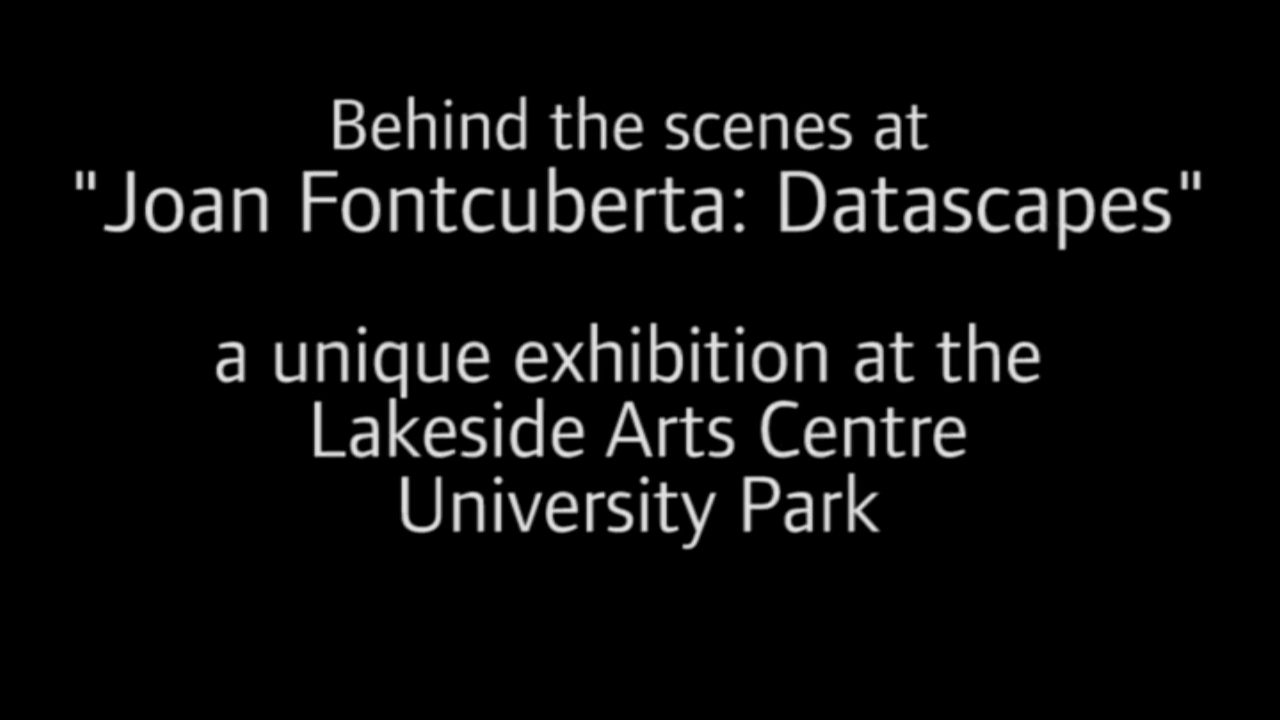 Behind the scenes at
"Joan Fontcuberta: Datascapes"
a unique exhibition at the
Lakeside Arts Centre
University Park